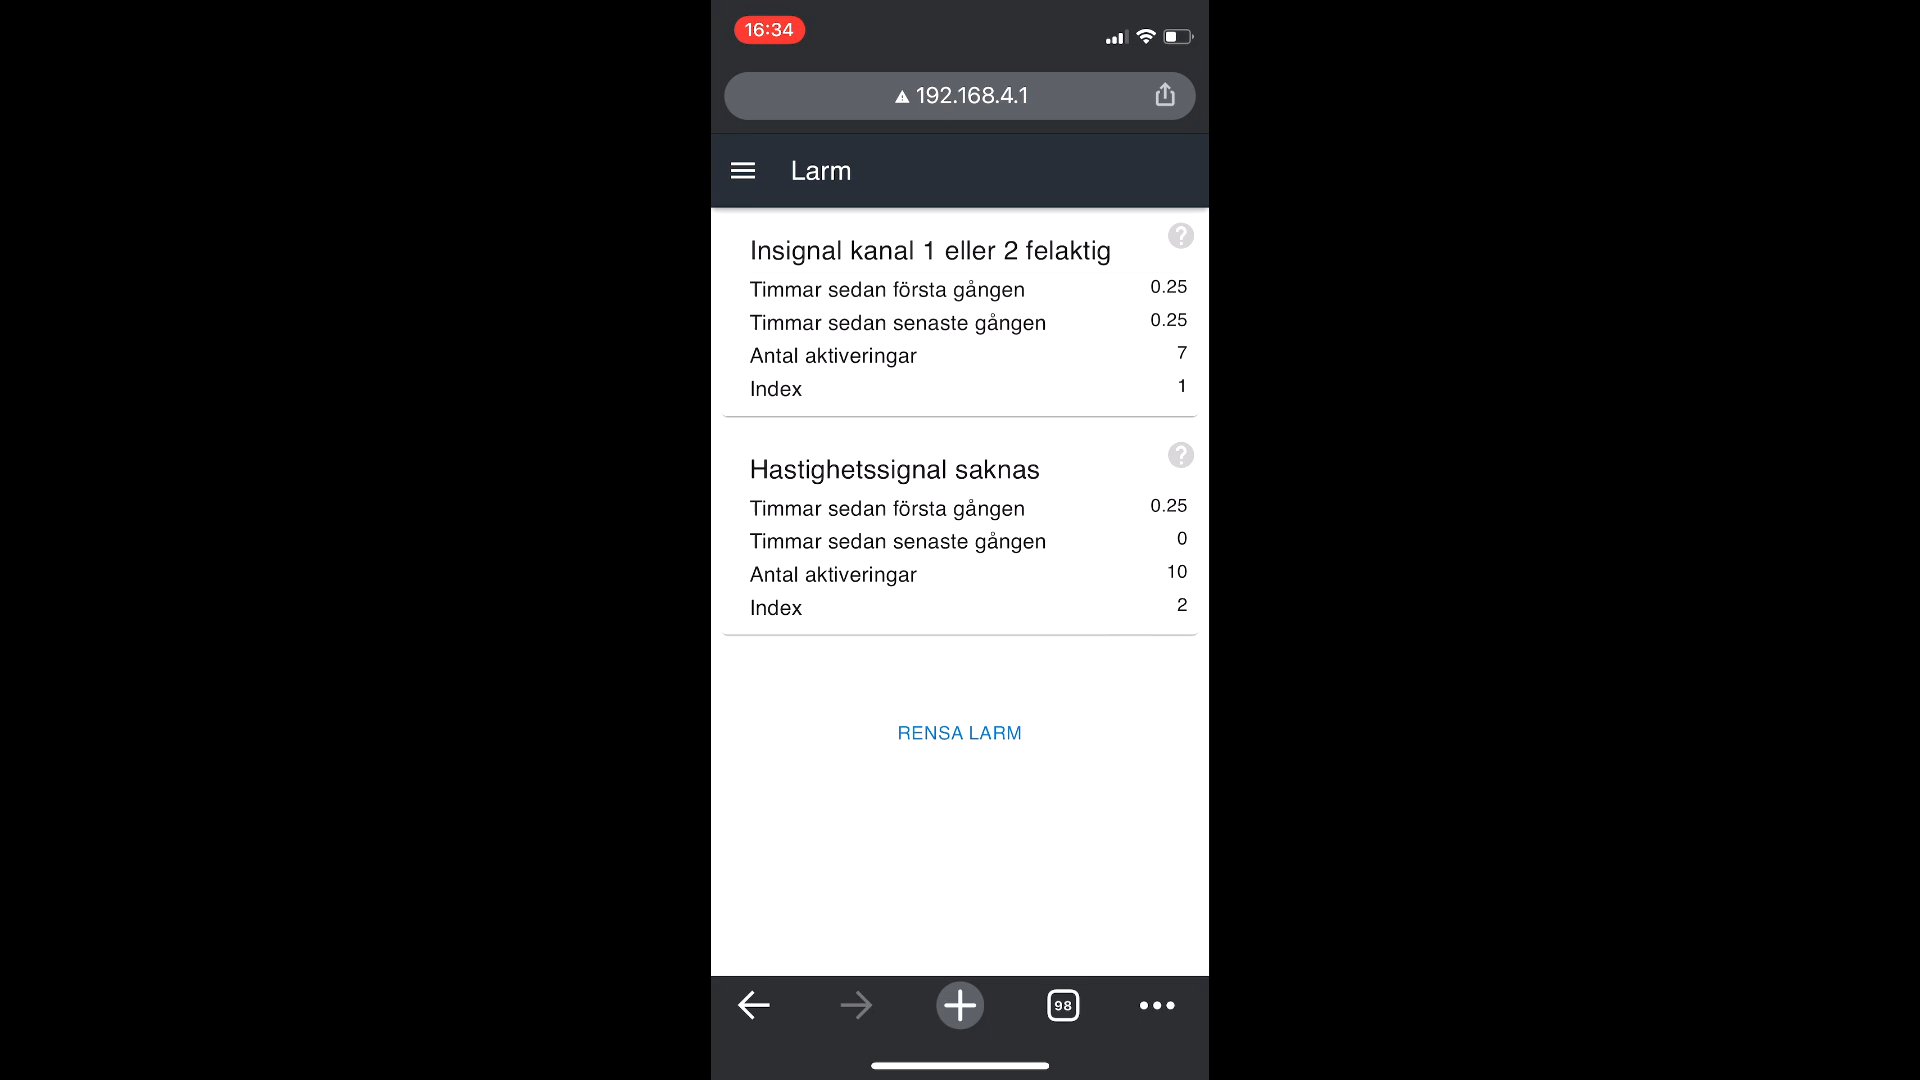 16:34
192.168.4.1
Larm
Insignal kanal 1 eller 2 felaktig
Timmar sedan första gången 0.25
Timmar sedan senaste gången 0.25
Antal aktiveringar 7
Index 1
Hastighetssignal saknas
Timmar sedan första gången 0.25
Timmar sedan senaste gången 0
Antal aktiveringar 10
Index 2
RENSA LARM
98